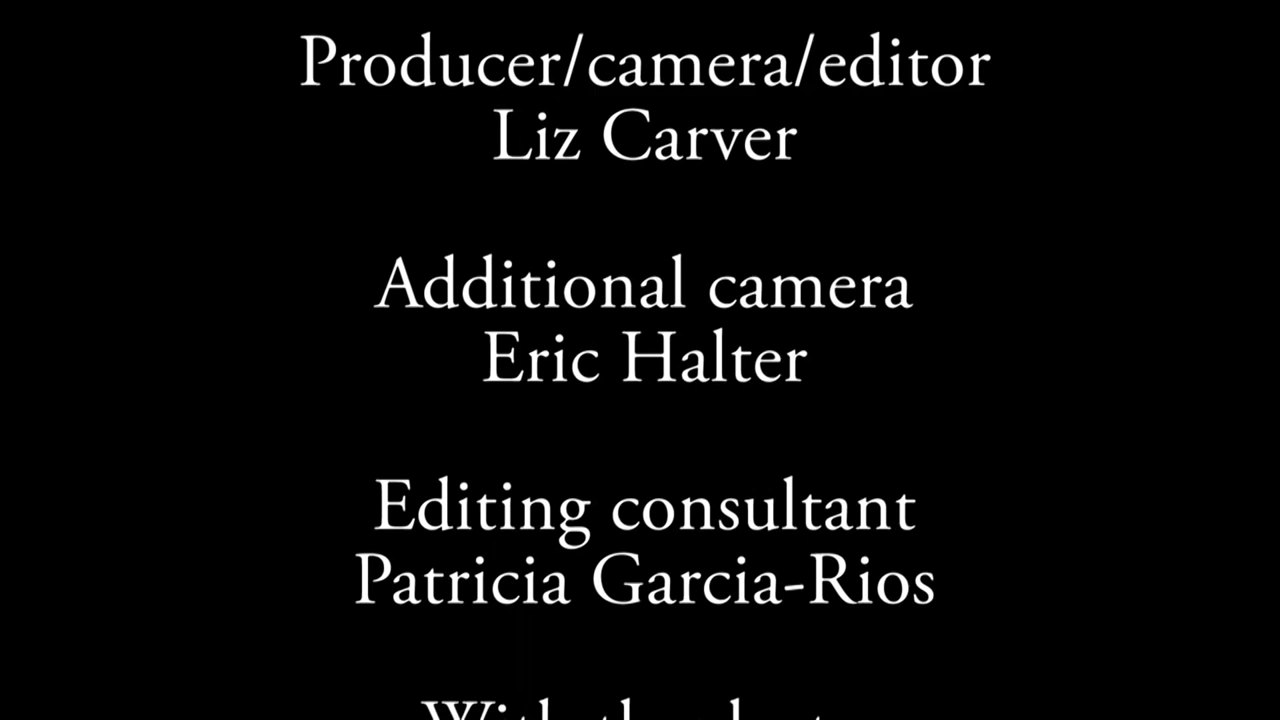 Producer/camera/editor
Liz Carver
Additional camera
Eric Halter
Editing consultant
Patricia Garcia-Rios